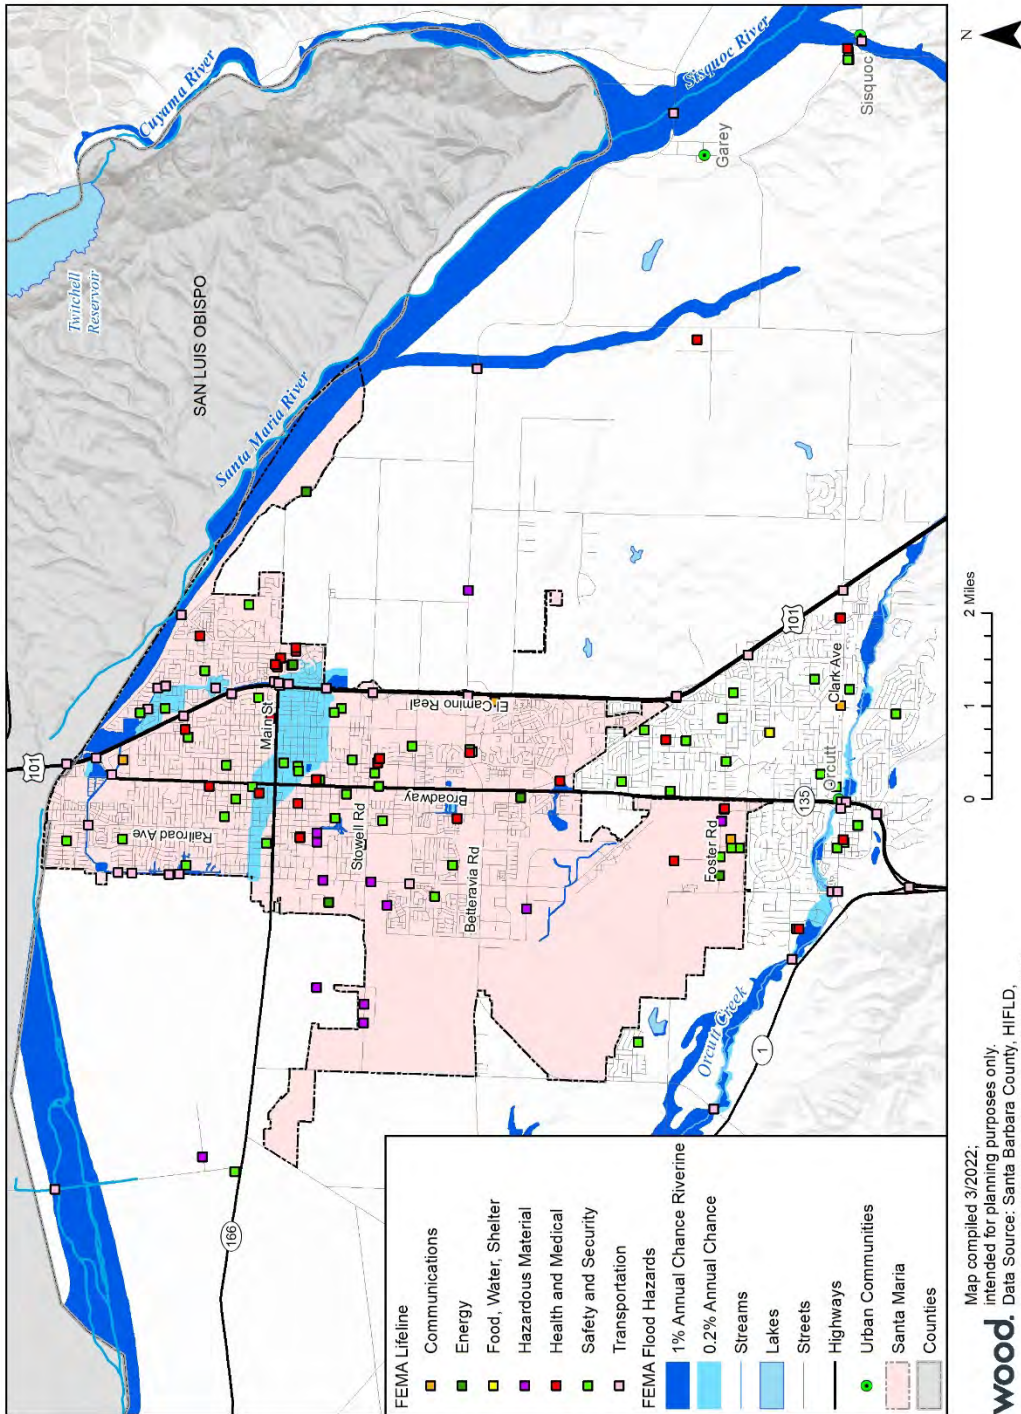 Cuyama River
Twitchell
Reservoir
SAN LUIS OBISPO
Santa Maria River
Sisquoc River
Garey
Sisquoc
N
101
Railroad Ave
Main St
Broadway
Stowell Rd
El Camino Real
Betteravia Rd
Foster Rd
101
Clark Ave
Orcutt
135
Orcutt Creek
1
166
0 1 2 Miles
FEMA Lifeline
Communications
Energy
Food, Water, Shelter
Hazardous Material
Health and Medical
Safety and Security
Transportation
FEMA Flood Hazards
1% Annual Chance Riverine
0.2% Annual Chance
Streams
Lakes
Streets
Highways
Urban Communities
Santa Maria
Counties
wood.
Map compiled 3/2022;
intended for planning purposes only.
Data Source: Santa Barbara County, HIFLD,